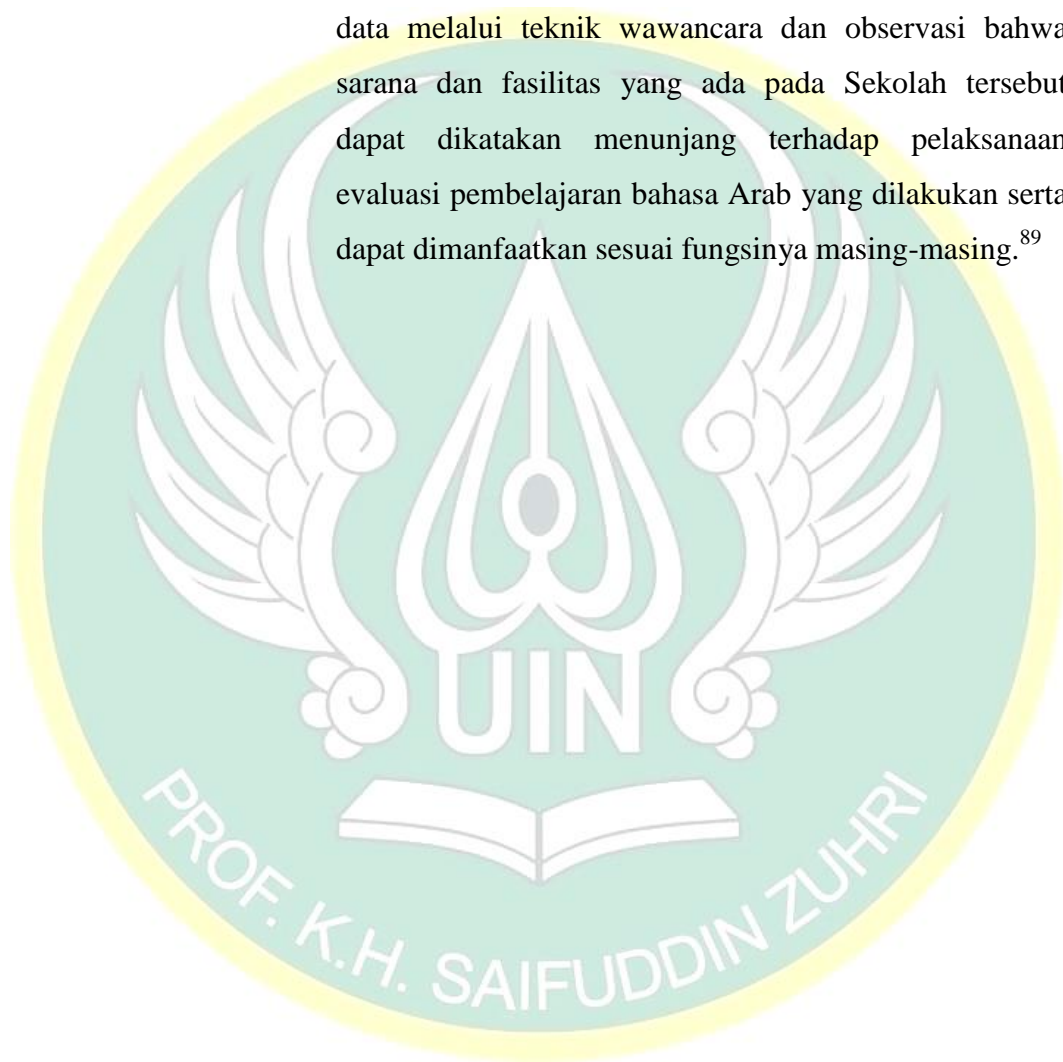 data melalui teknik wawancara dan observasi bahwa
sarana dan fasilitas yang ada pada Sekolah tersebut
dapat dikatakan menunjang terhadap pelaksanaan
evaluasi pembelajaran bahasa Arab yang dilakukan serta
dapat dimanfaatkan sesuai fungsinya masing-masing.89
UIN
PROF. K.H. SAIFUDDIN ZUHRI